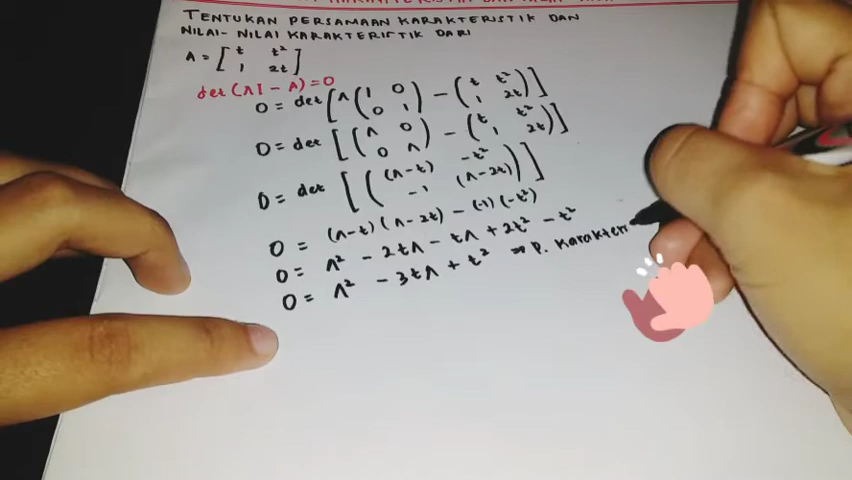 TENTUKAN PERSAMAAN KARAKTERISTIK DAN
NILAI-NILAI KARAKTERISTIK DARI
A = [t t²; 1 2t]
det(λI - A) = 0
0 = det [λ(1 0; 0 1) - (t t²; 1 2t)]
0 = det [(λ 0; 0 λ) - (t t²; 1 2t)]
0 = det [((λ-t) -t²; -1 (λ-2t))]
0 = (λ-t)(λ-2t) - (-1)(-t²)
0 = λ² - 2tλ - tλ + 2t² - t²
0 = λ² - 3tλ + t² ⇒ P. Karakteri